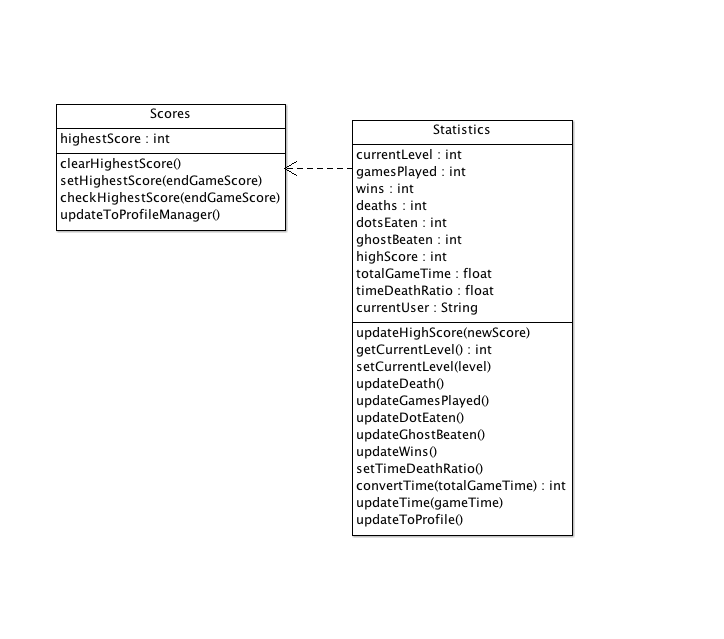 Scores
highestScore : int
clearHighestScore()
setHighestScore(endGameScore)
checkHighestScore(endGameScore)
updateToProfileManager()
Statistics
currentLevel : int
gamesPlayed : int
wins : int
deaths : int
dotsEaten : int
ghostBeaten : int
highScore : int
totalGameTime : float
timeDeathRatio : float
currentUser : String
updateHighScore(newScore)
getCurrentLevel() : int
setCurrentLevel(level)
updateDeath()
updateGamesPlayed()
updateDotEaten()
updateGhostBeaten()
updateWins()
setTimeDeathRatio()
convertTime(totalGameTime) : int
updateTime(gameTime)
updateToProfile()